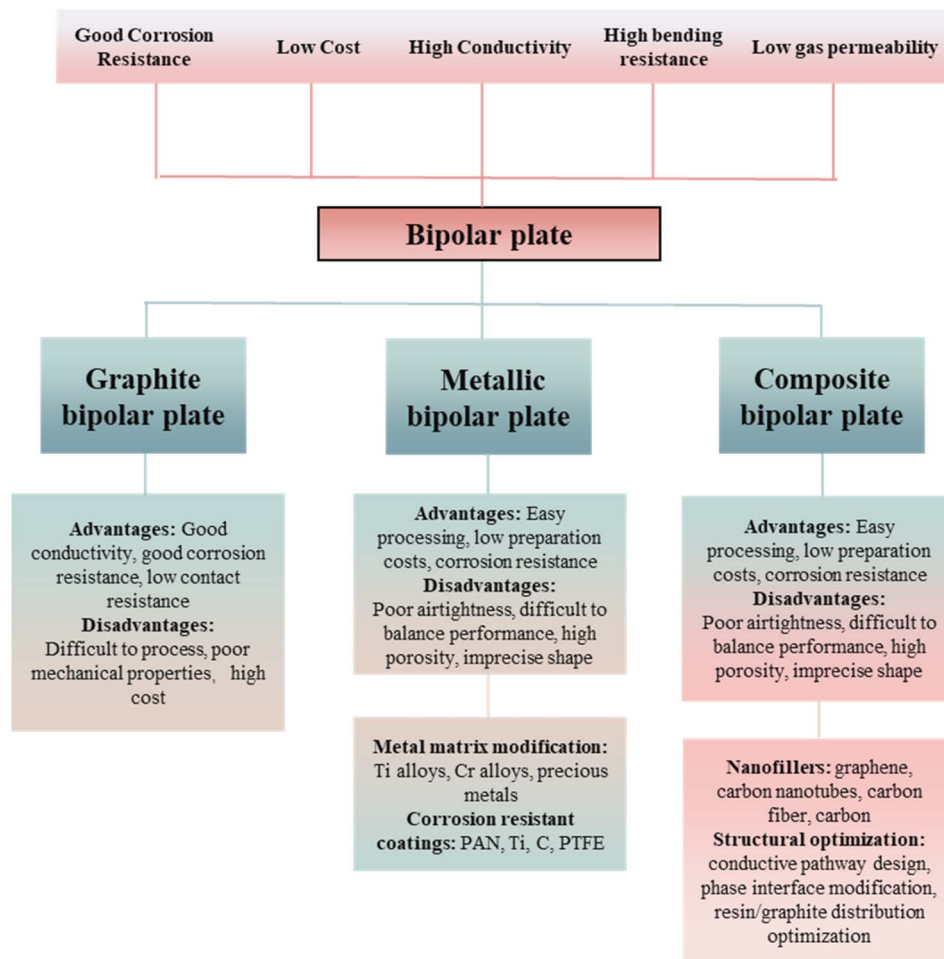 Good Corrosion
Resistance
Low Cost
High Conductivity
High bending
resistance
Low gas permeability
Bipolar plate
Graphite
bipolar plate
Metallic
bipolar plate
Composite
bipolar plate
Advantages: Good
conductivity, good corrosion
resistance, low contact
resistance
Disadvantages:
Difficult to process, poor
mechanical properties, high
cost
Advantages: Easy
processing, low preparation
costs, corrosion resistance
Disadvantages:
Poor airtightness, difficult to
balance performance, high
porosity, imprecise shape
Advantages: Easy
processing, low preparation
costs, corrosion resistance
Disadvantages:
Poor airtightness, difficult to
balance performance, high
porosity, imprecise shape
Metal matrix modification:
Ti alloys, Cr alloys, precious
metals
Corrosion resistant
coatings: PAN, Ti, C, PTFE
Nanofillers: graphene,
carbon nanotubes, carbon
fiber, carbon
Structural optimization:
conductive pathway design,
phase interface modification,
resin/graphite distribution
optimization